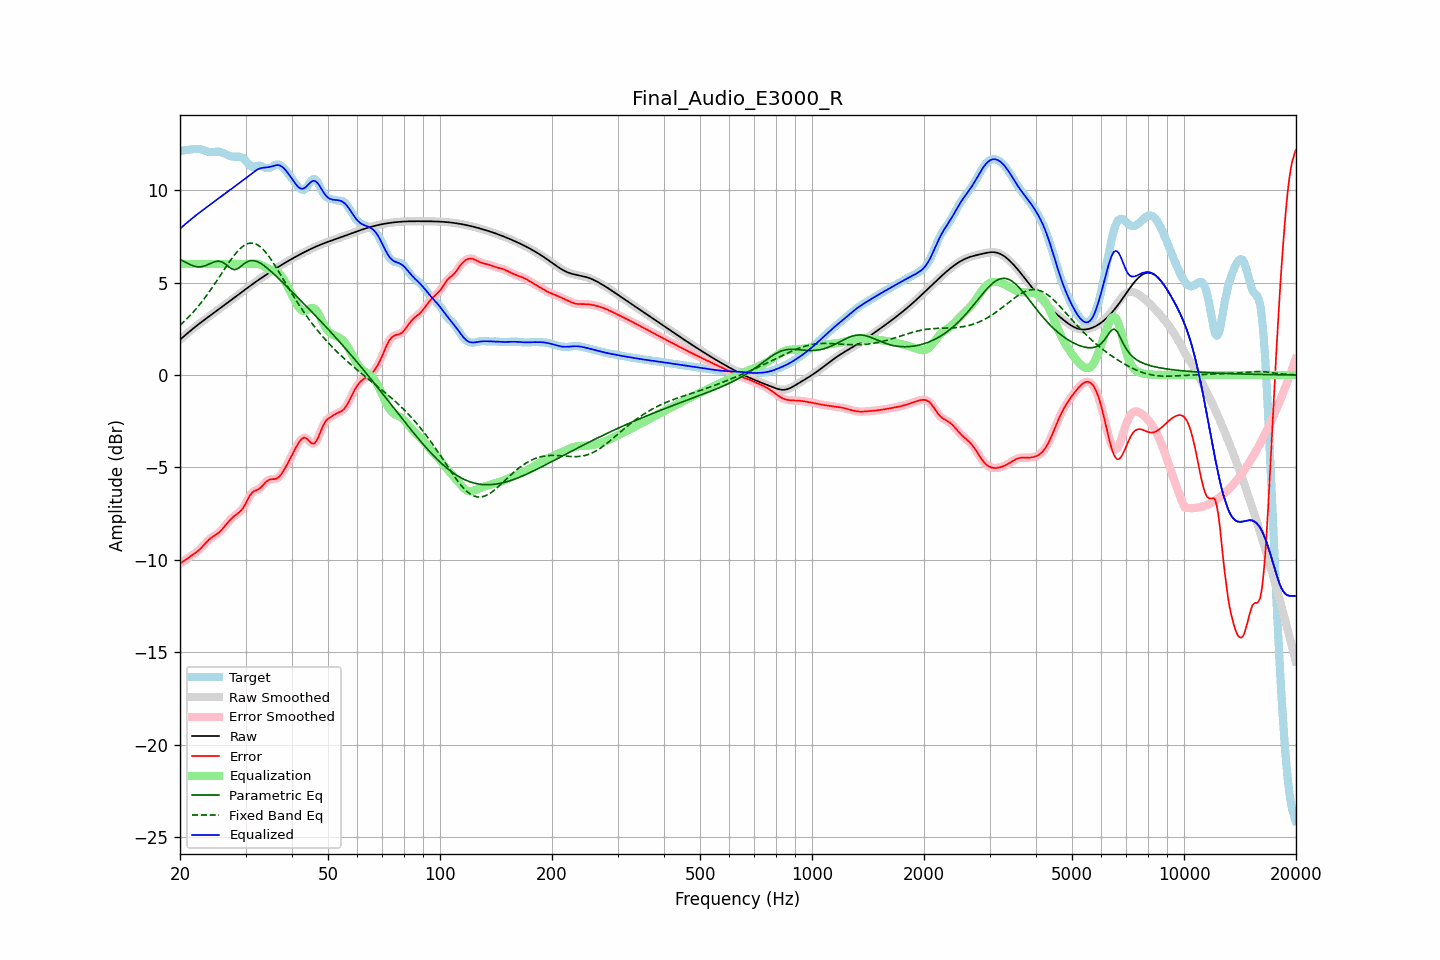 Final_Audio_E3000_R
Amplitude (dBr)
10
5
0
−5
−10
−15
−20
−25
Target
Raw Smoothed
Error Smoothed
Raw
Error
Equalization
Parametric Eq
Fixed Band Eq
Equalized
20 50 100 200 500 1000 2000 5000 10000 20000
Frequency (Hz)